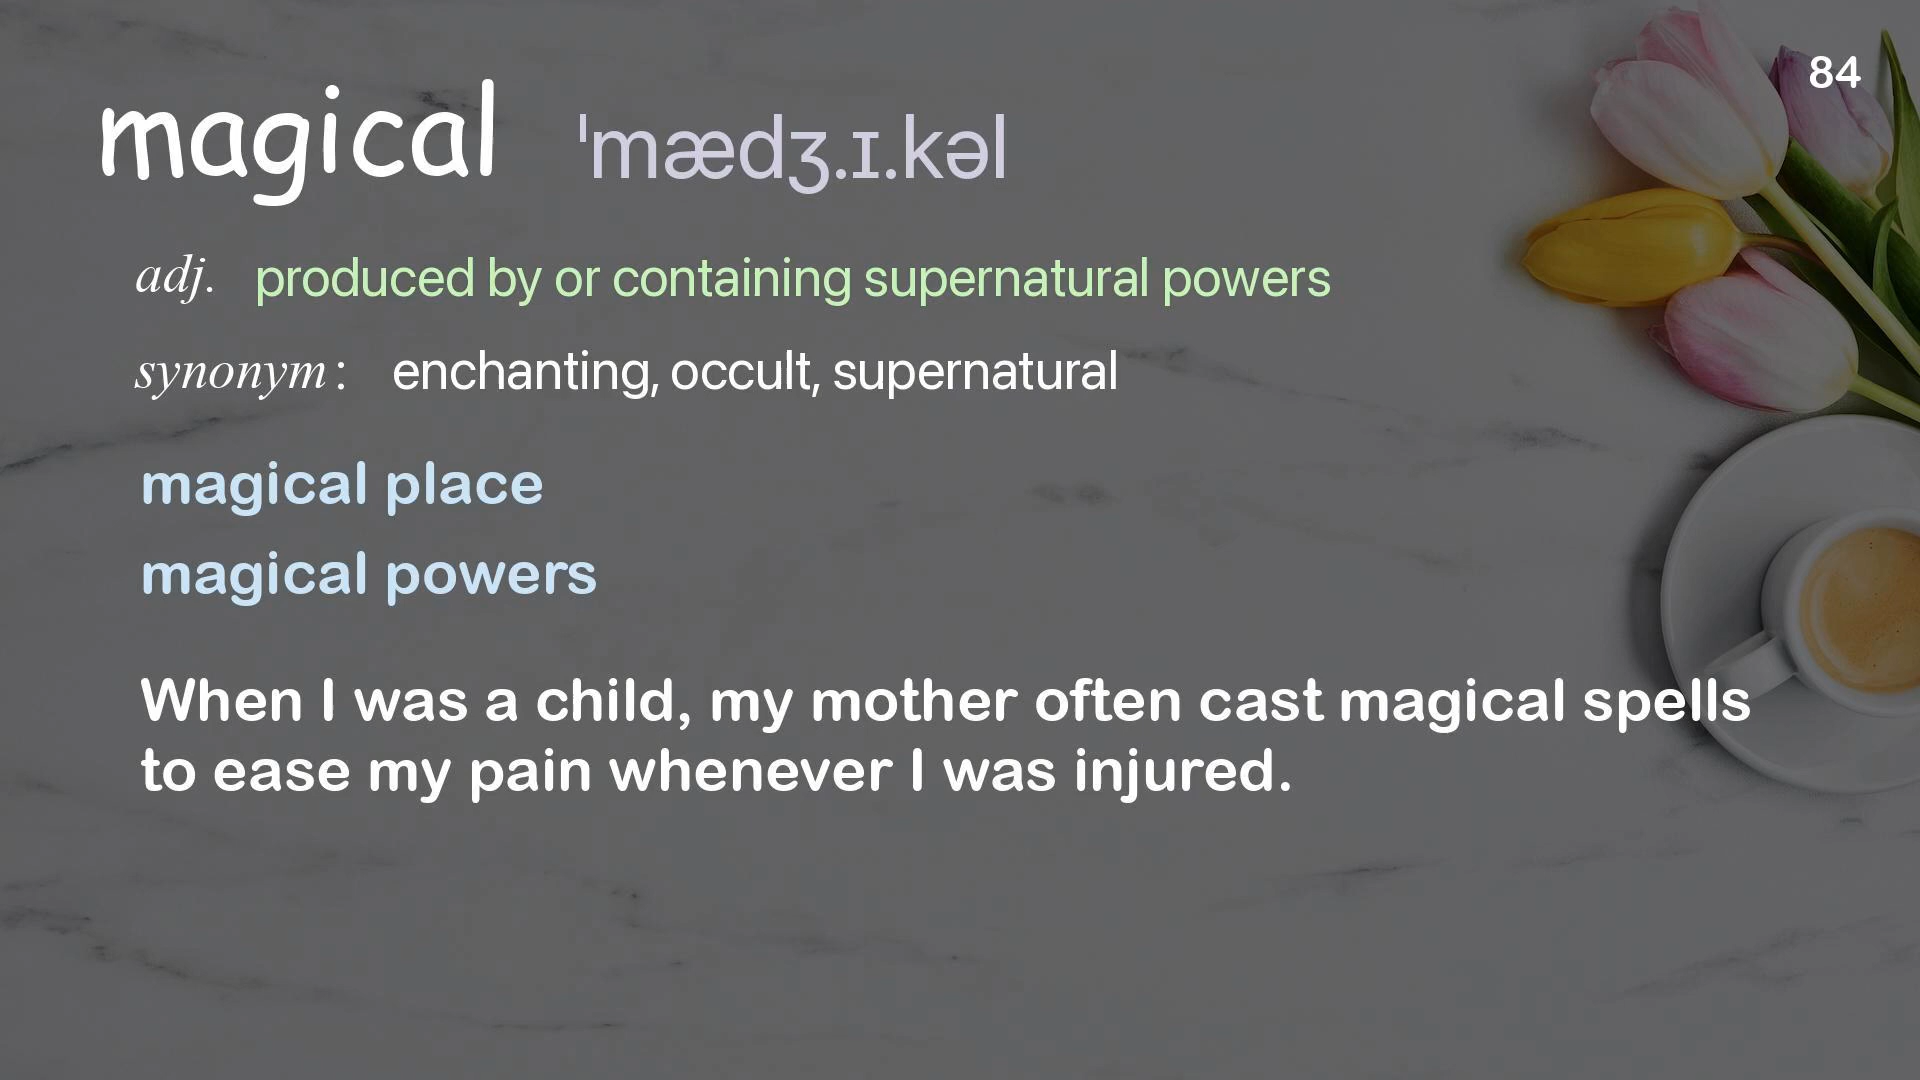 84
magical ˈmædʒ.ɪ.kəl
adj. produced by or containing supernatural powers
synonym: enchanting, occult, supernatural
magical place
magical powers
When I was a child, my mother often cast magical spells
to ease my pain whenever I was injured.